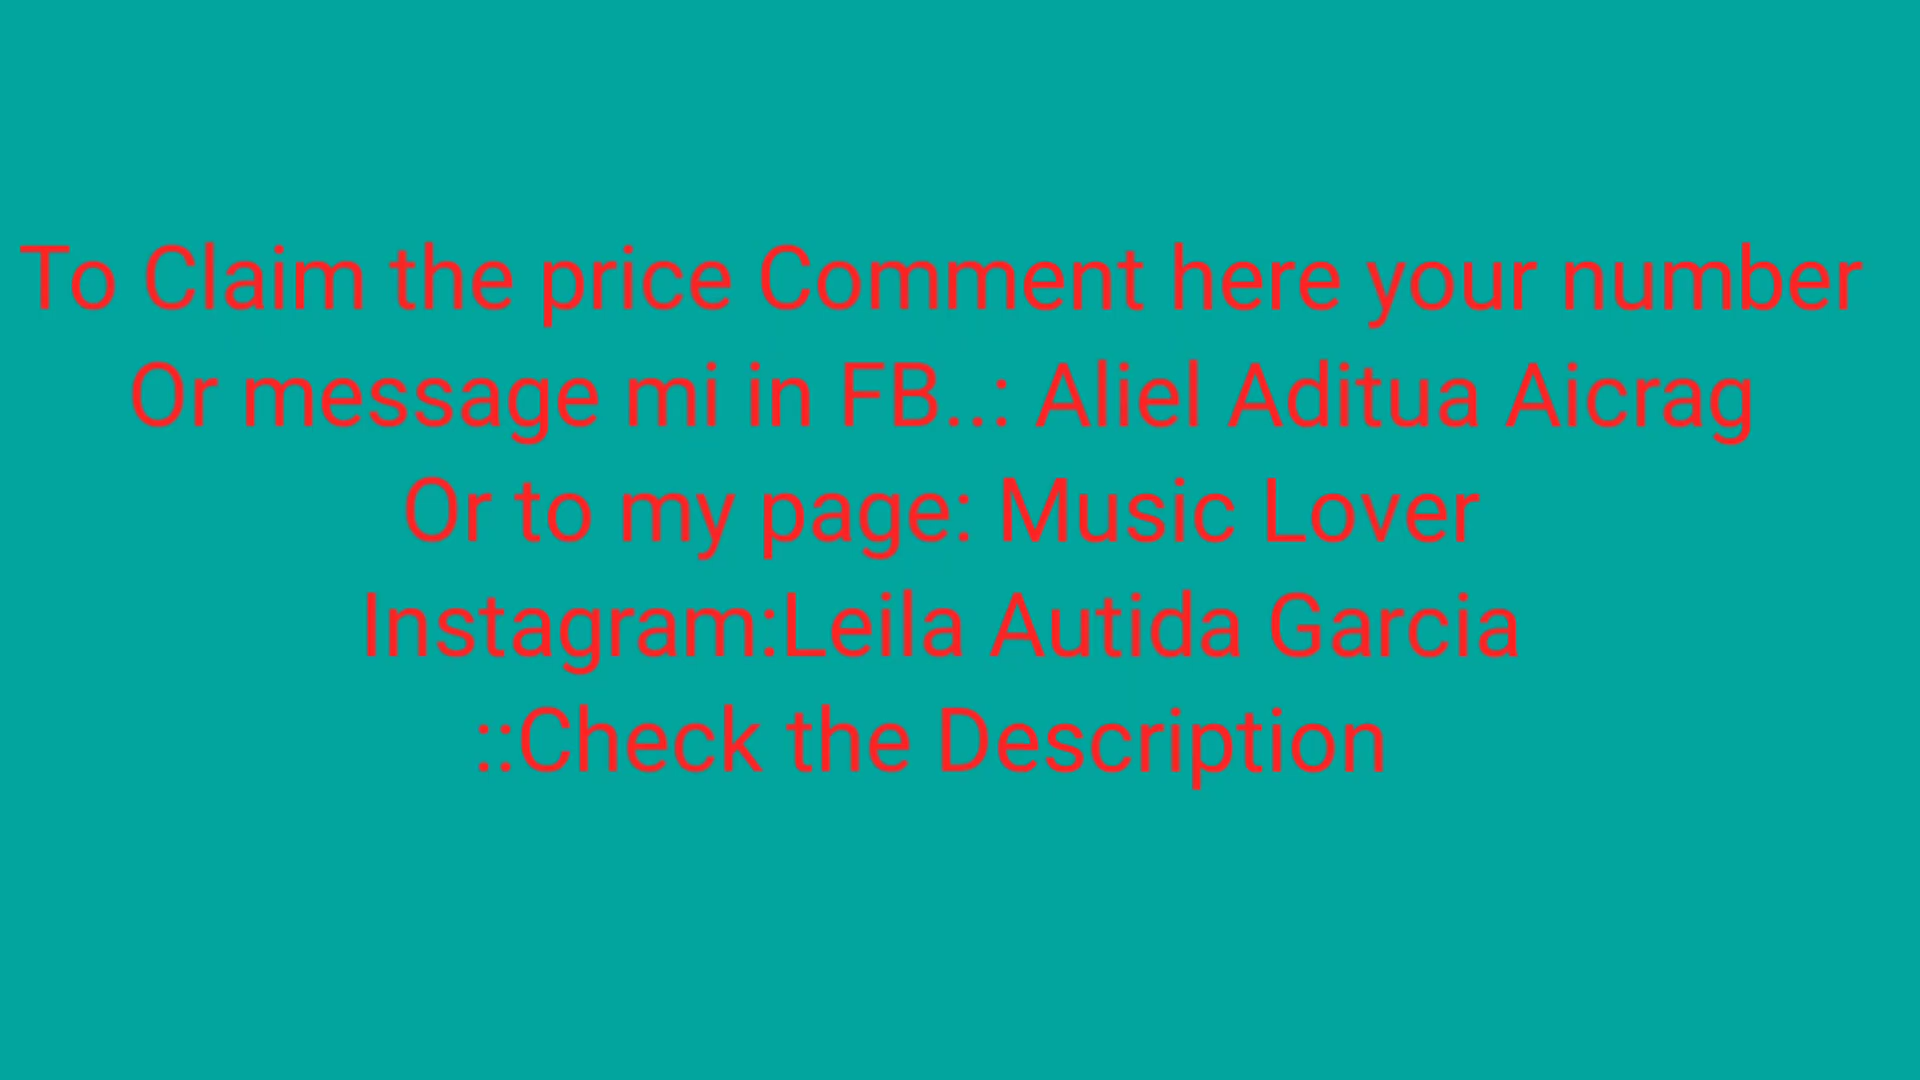 To Claim the price Comment here your number
Or message mi in FB..: Aliel Aditua Aicrag
Or to my page: Music Lover
Instagram:Leila Autida Garcia
::Check the Description